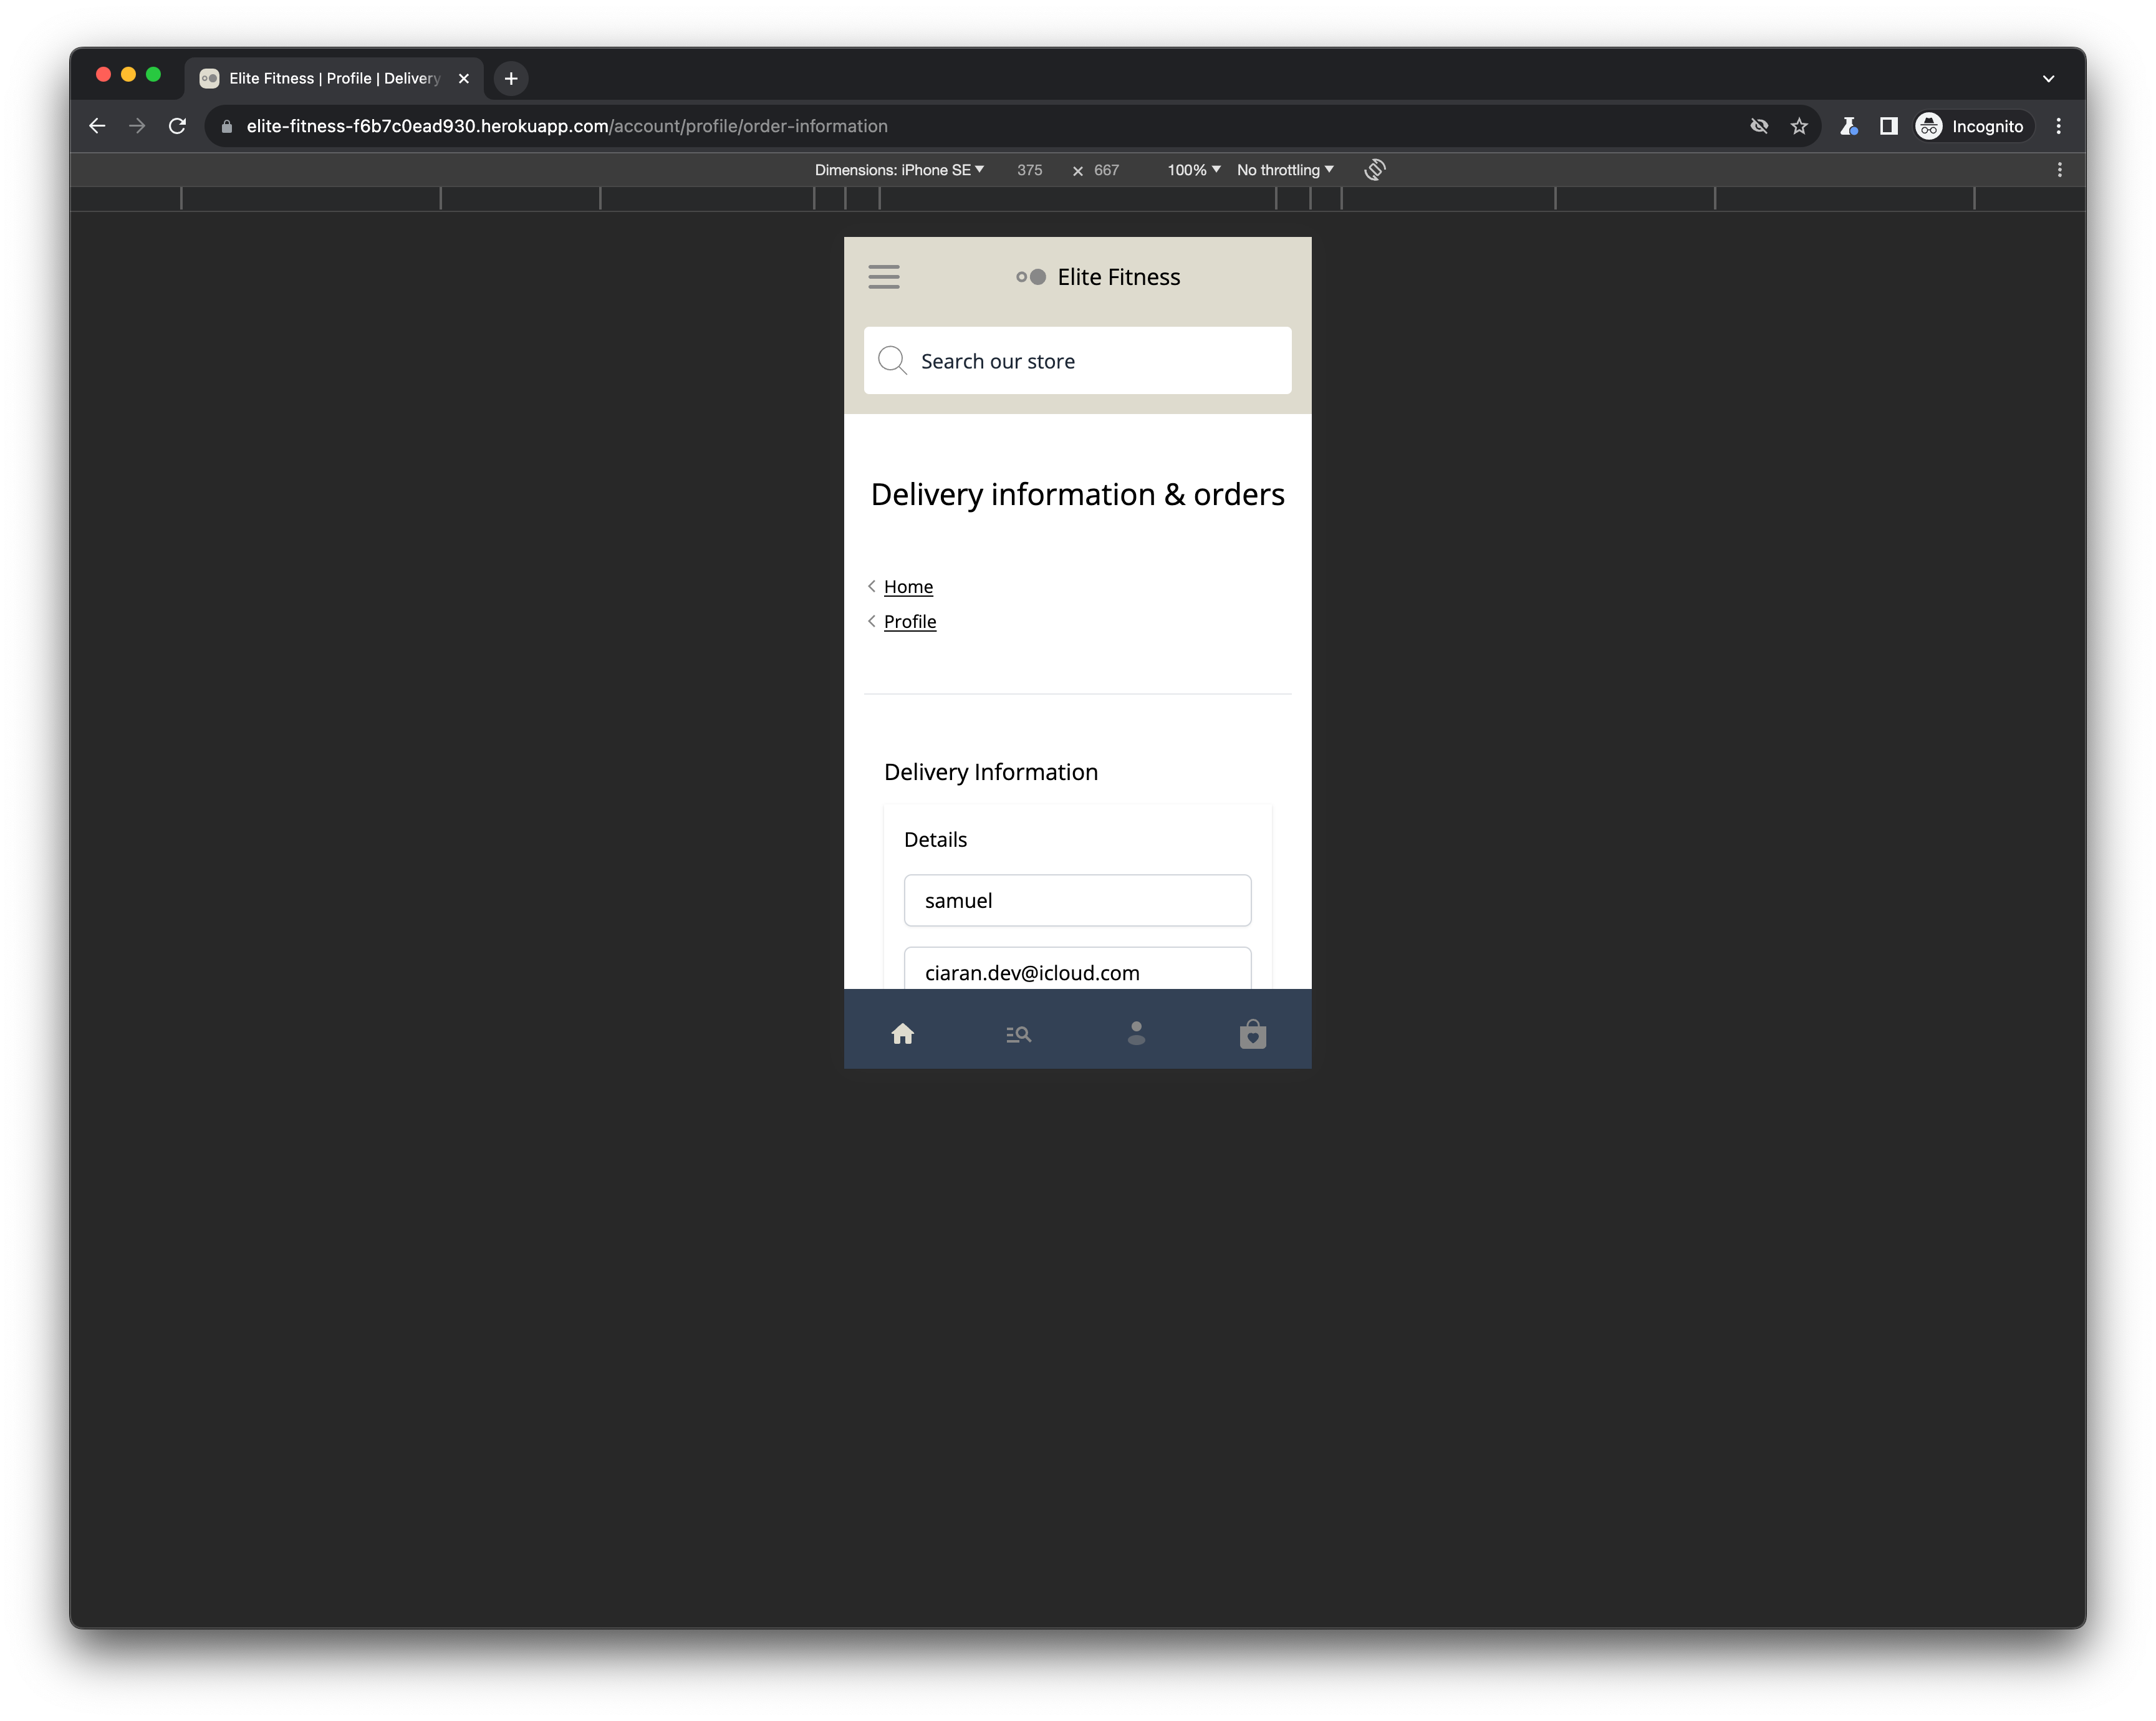 Elite Fitness | Profile | Delivery
elite-fitness-f6b7c0ead930.herokuapp.com/account/profile/order-information
Incognito
Dimensions: iPhone SE 375 × 667 100% No throttling
Elite Fitness
Search our store
Delivery information & orders
Home
Profile
Delivery Information
Details
samuel
ciaran.dev@icloud.com